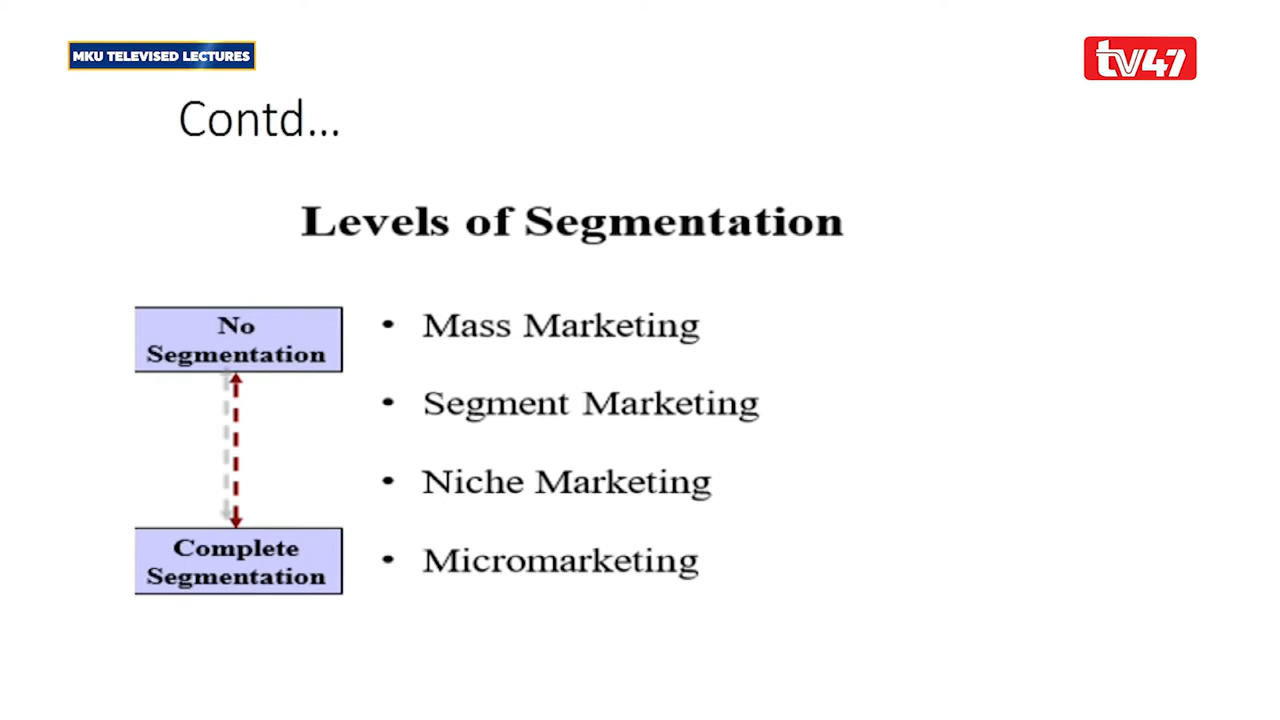 MKU TELEVISED LECTURES
tv47
Contd...
Levels of Segmentation
No
Segmentation
• Mass Marketing
• Segment Marketing
• Niche Marketing
Complete
Segmentation
• Micromarketing